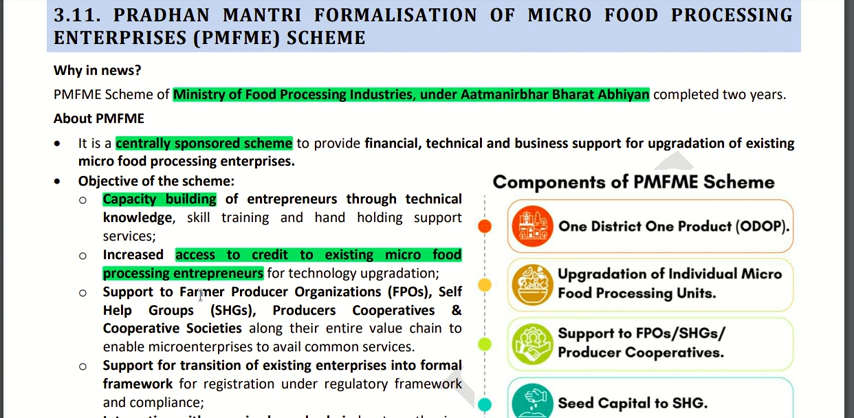 3.11. PRADHAN MANTRI FORMALISATION OF MICRO FOOD PROCESSING
ENTERPRISES (PMFME) SCHEME
Why in news?
PMFME Scheme of Ministry of Food Processing Industries, under Aatmanirbhar Bharat Abhiyan completed two years.
About PMFME
• It is a centrally sponsored scheme to provide financial, technical and business support for upgradation of existing
micro food processing enterprises.
• Objective of the scheme:
o Capacity building of entrepreneurs through technical
knowledge, skill training and hand holding support
services;
o Increased access to credit to existing micro food
processing entrepreneurs for technology upgradation;
o Support to Farmer Producer Organizations (FPOs), Self
Help Groups (SHGs), Producers Cooperatives &
Cooperative Societies along their entire value chain to
enable microenterprises to avail common services.
o Support for transition of existing enterprises into formal
framework for registration under regulatory framework
and compliance;
Components of PMFME Scheme
One District One Product (ODOP).
Upgradation of Individual Micro
Food Processing Units.
Support to FPOs/SHGs/
Producer Cooperatives.
Seed Capital to SHG.